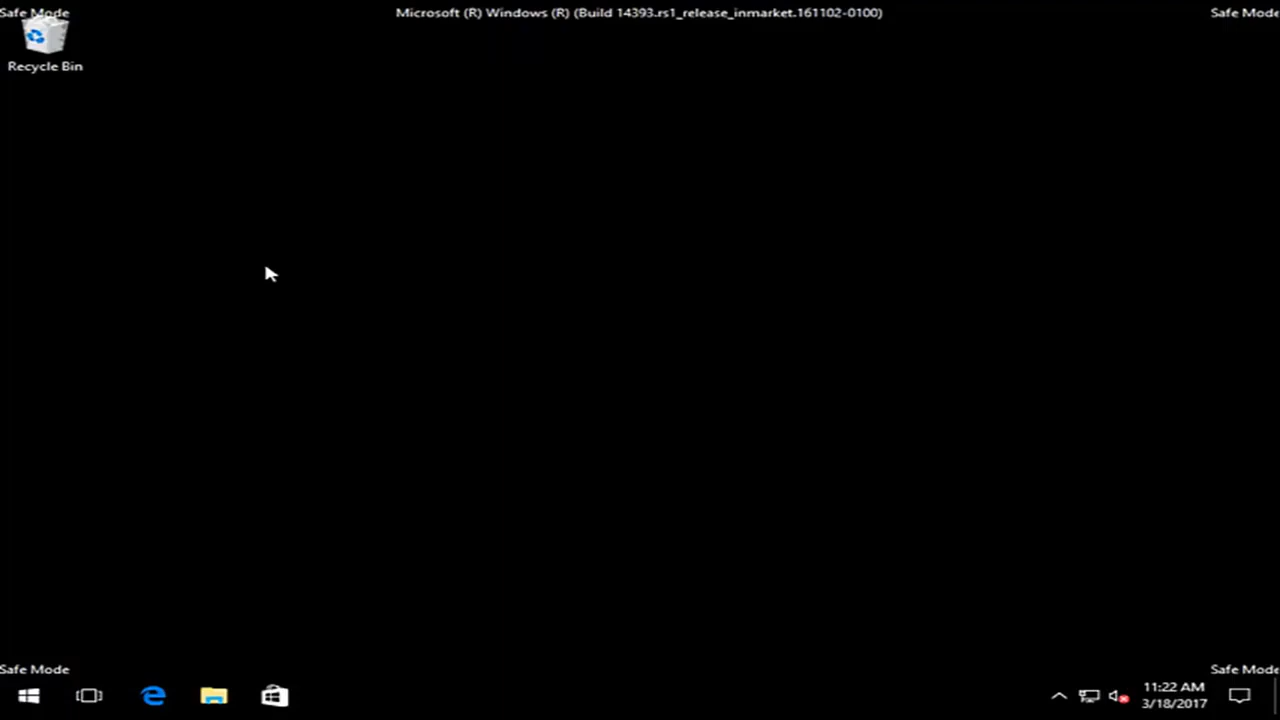 Safe Mode
Microsoft (R) Windows (R) (Build 14393.rs1_release_inmarket.161102-0100)
Safe Mode
Recycle Bin
Safe Mode
Safe Mode
11:22 AM
3/18/2017